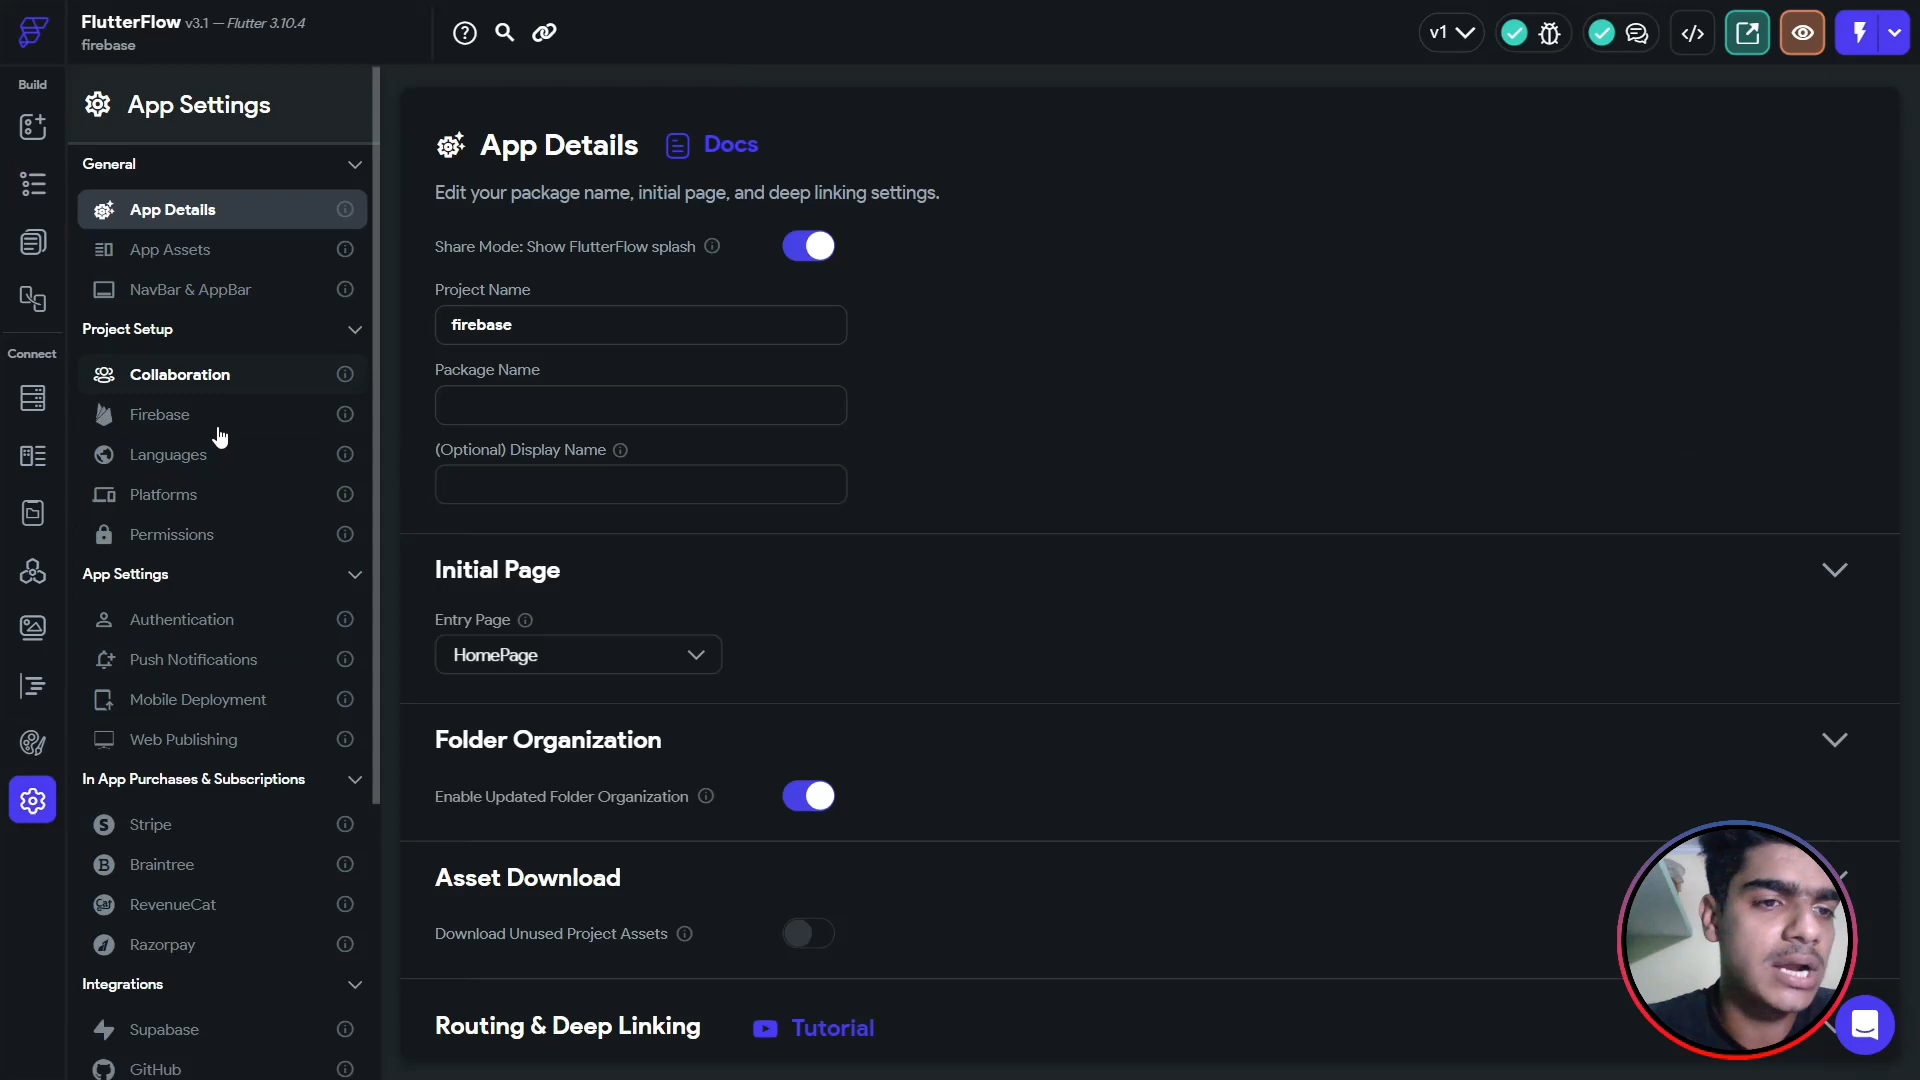 FlutterFlow v3.1 — Flutter 3.10.4
firebase
v1
Build
Connect
App Settings
General
App Details
App Assets
NavBar & AppBar
Project Setup
Collaboration
Firebase
Languages
Platforms
Permissions
App Settings
Authentication
Push Notifications
Mobile Deployment
Web Publishing
In App Purchases & Subscriptions
Stripe
Braintree
RevenueCat
Razorpay
Integrations
Supabase
GitHub
App Details Docs
Edit your package name, initial page, and deep linking settings.
Share Mode: Show FlutterFlow splash
Project Name
firebase
Package Name
(Optional) Display Name
Initial Page
Entry Page
HomePage
Folder Organization
Enable Updated Folder Organization
Asset Download
Download Unused Project Assets
Routing & Deep Linking Tutorial